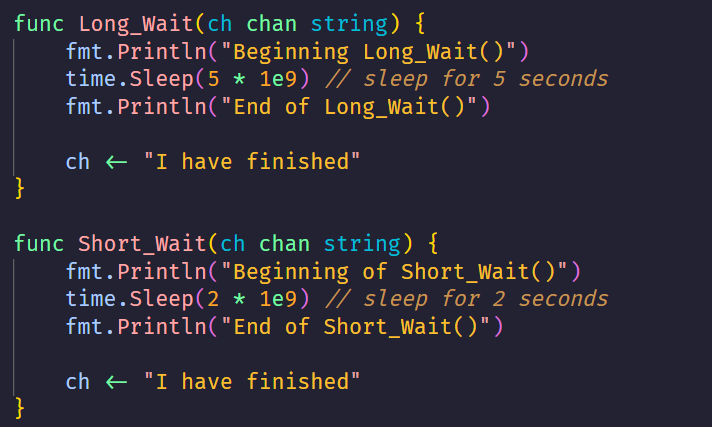 func Long_Wait(ch chan string) {
    fmt.Println("Beginning Long_Wait()")
    time.Sleep(5 * 1e9) // sleep for 5 seconds
    fmt.Println("End of Long_Wait()")

    ch <- "I have finished"
}

func Short_Wait(ch chan string) {
    fmt.Println("Beginning of Short_Wait()")
    time.Sleep(2 * 1e9) // sleep for 2 seconds
    fmt.Println("End of Short_Wait()")

    ch <- "I have finished"
}